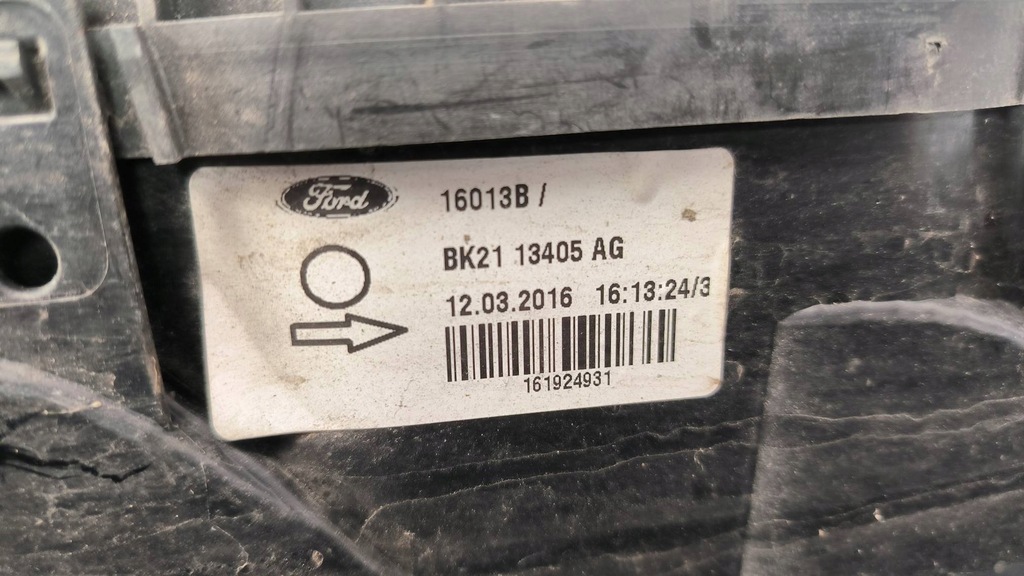 Ford
16013B /
BK21 13405 AG
12.03.2016 16:13:24/3
161924931